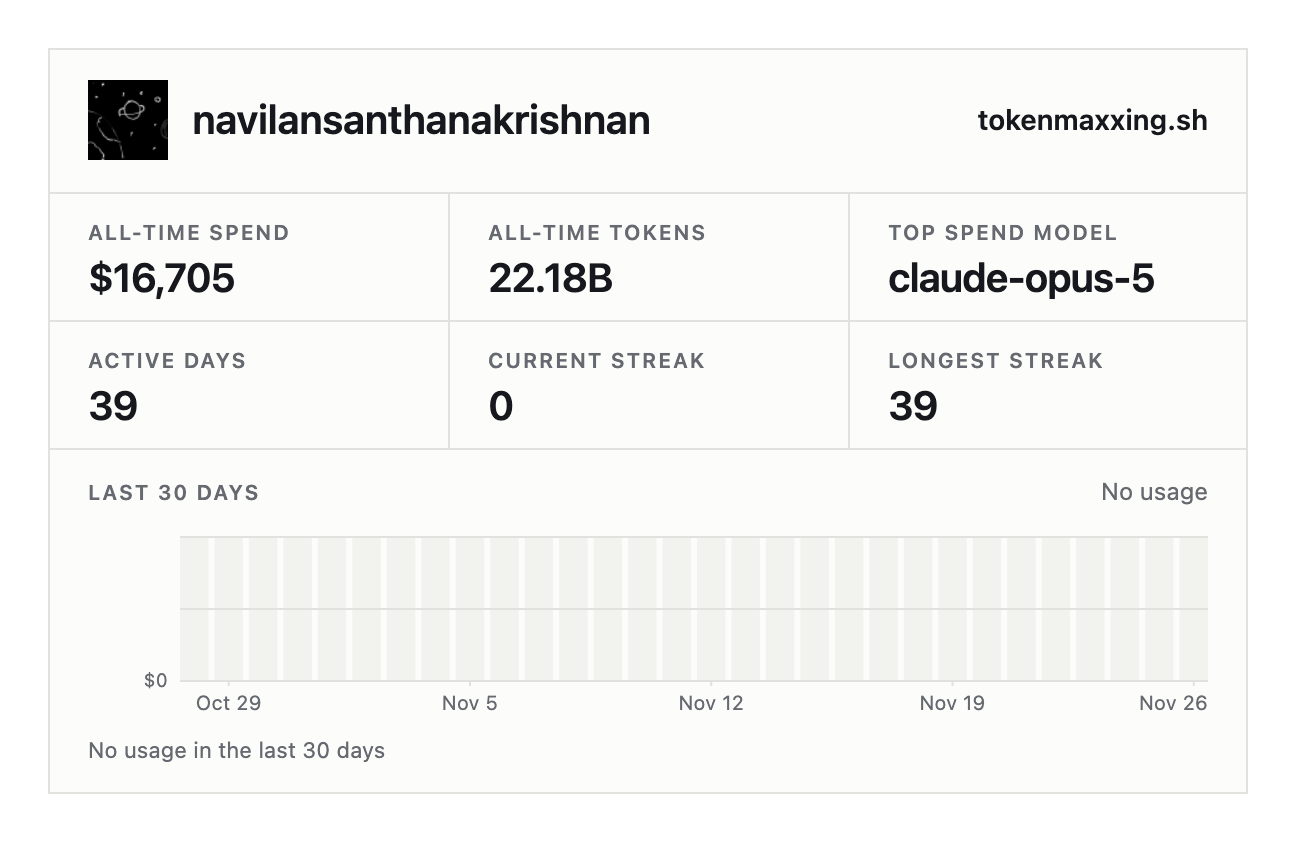 navilansanthanakrishnan
tokenmaxxing.sh
ALL-TIME SPEND
$16,705
ALL-TIME TOKENS
22.18B
TOP SPEND MODEL
claude-opus-5
ACTIVE DAYS
39
CURRENT STREAK
0
LONGEST STREAK
39
LAST 30 DAYS
No usage
$0
Oct 29
Nov 5
Nov 12
Nov 19
Nov 26
No usage in the last 30 days